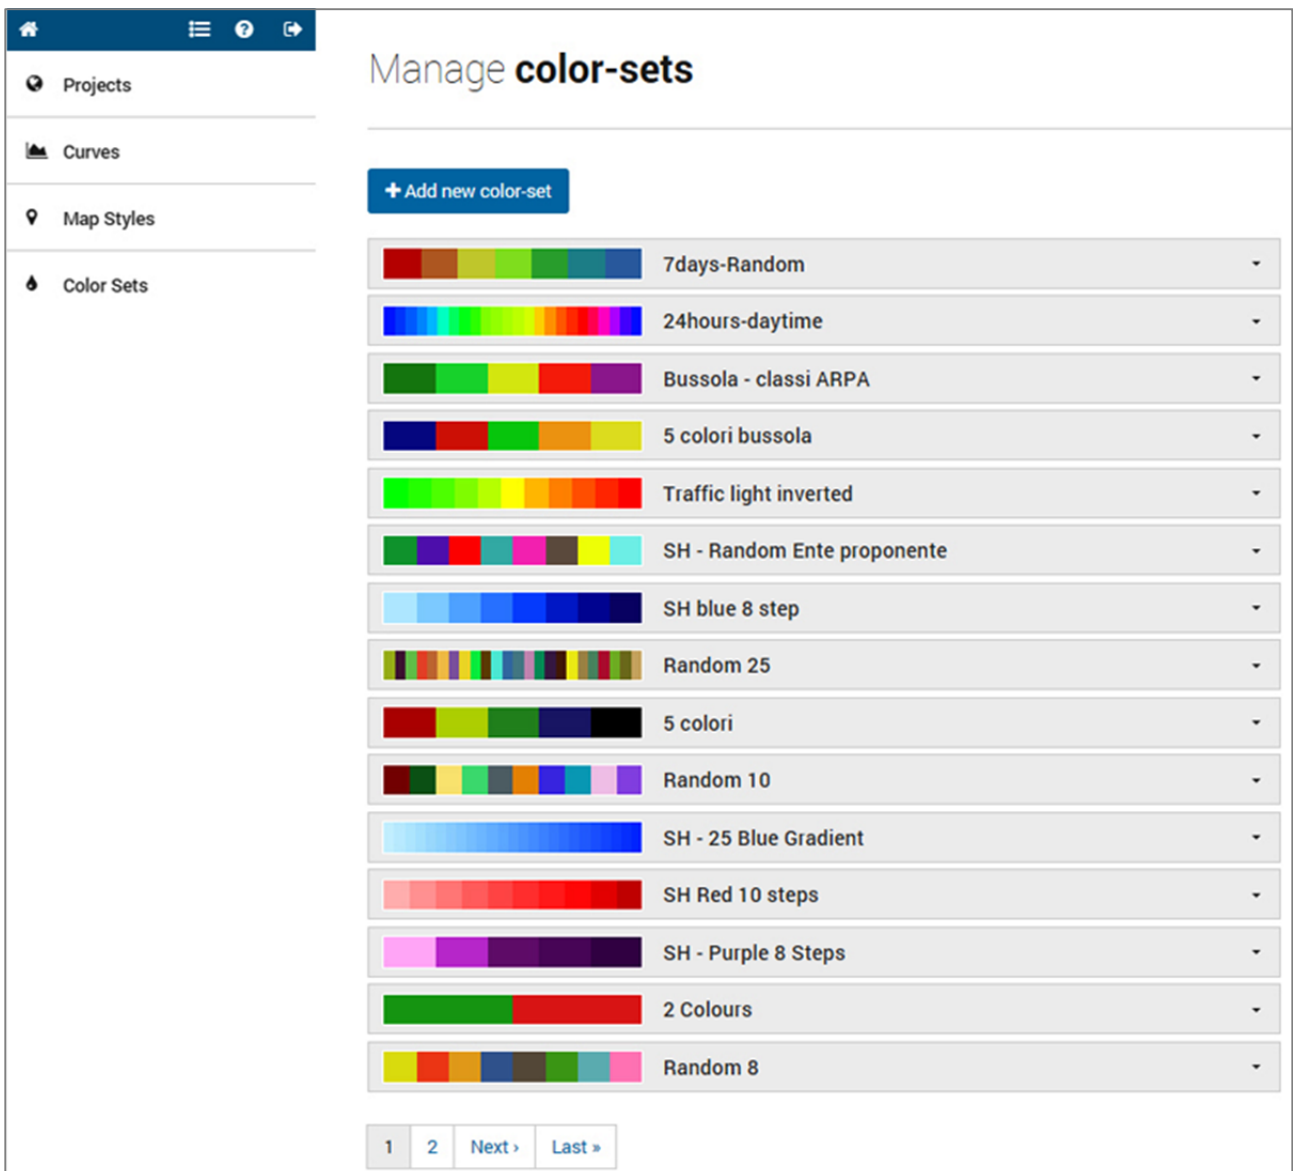 Projects
Curves
Map Styles
Color Sets
Manage color-sets
Add new color-set
7days-Random
24hours-daytime
Bussola - classi ARPA
5 colori bussola
Traffic light inverted
SH - Random Ente proponente
SH blue 8 step
Random 25
5 colori
Random 10
SH - 25 Blue Gradient
SH Red 10 steps
SH - Purple 8 Steps
2 Colours
Random 8
1 2 Next › Last »